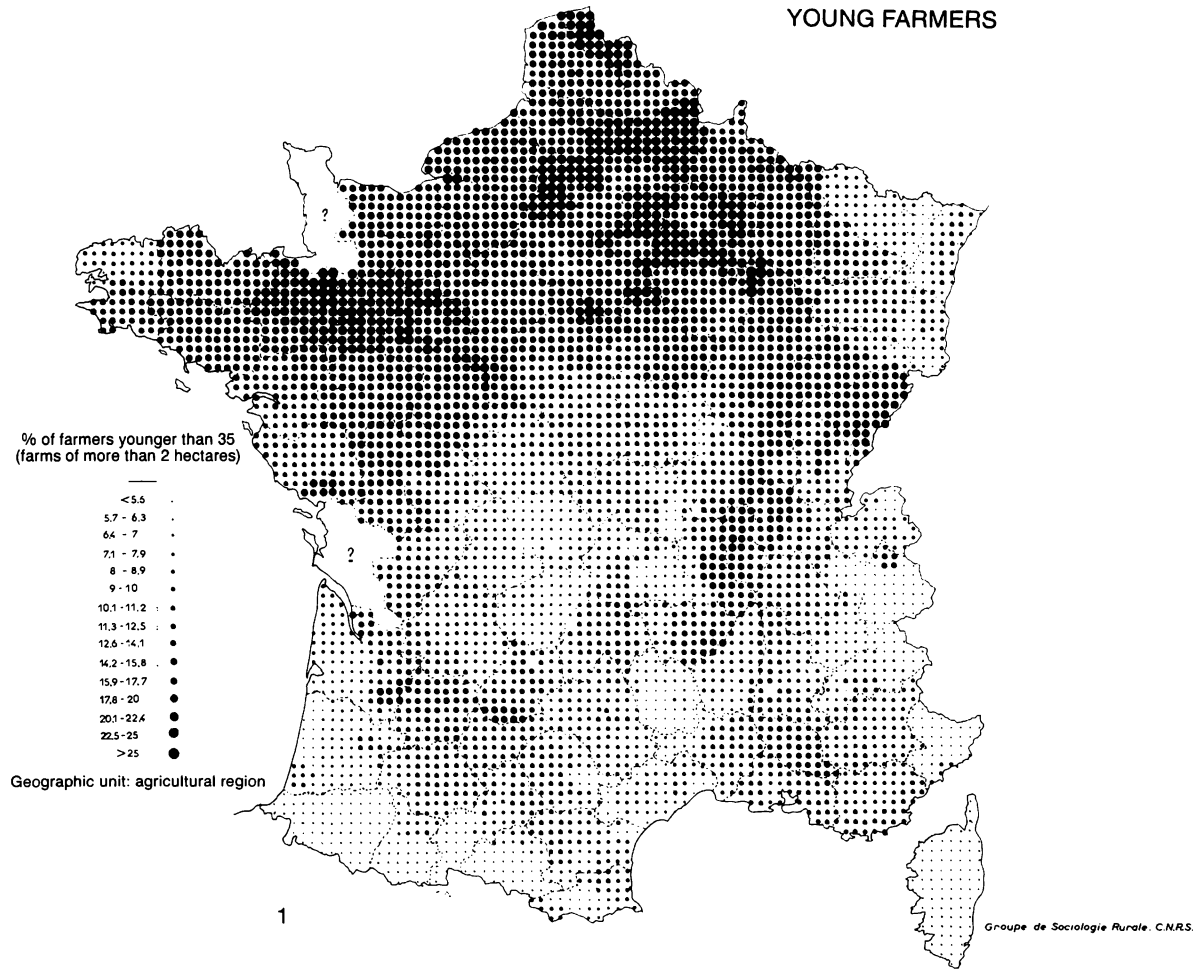 YOUNG FARMERS
?
?
% of farmers younger than 35
(farms of more than 2 hectares)
<5.6
5.7 - 6.3
6.4 - 7
7.1 - 7.9
8 - 8.9
9 - 10
10.1 - 11.2
11.3 - 12.5
12.6 - 14.1
14.2 - 15.8
15.9 - 17.7
17.8 - 20
20.1 - 22.4
22.5 - 25
>25
Geographic unit: agricultural region
1
Groupe de Sociologie Rurale. C.N.R.S.